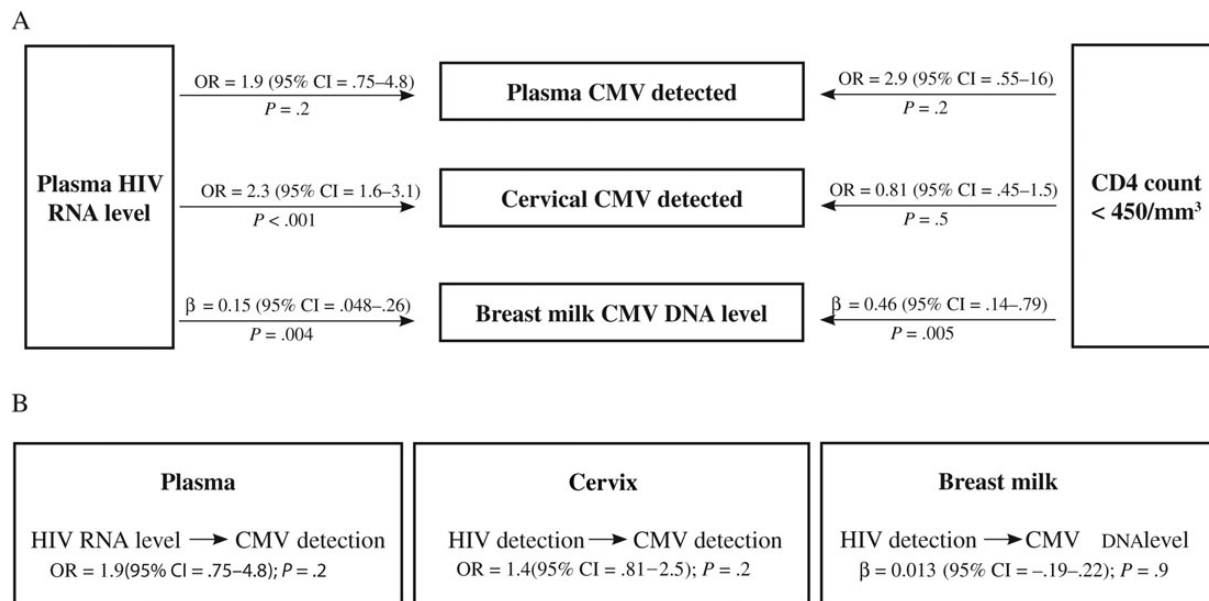 A
Plasma HIV
RNA level
OR = 1.9 (95% CI = .75–4.8)
P = .2
Plasma CMV detected
OR = 2.9 (95% CI = .55–16)
P = .2
OR = 2.3 (95% CI = 1.6–3.1)
P < .001
Cervical CMV detected
OR = 0.81 (95% CI = .45–1.5)
P = .5
β = 0.15 (95% CI = .048–.26)
P = .004
Breast milk CMV DNA level
β = 0.46 (95% CI = .14–.79)
P = .005
CD4 count
< 450/mm³
B
Plasma
HIV RNA level → CMV detection
OR = 1.9(95% CI = .75–4.8); P = .2
Cervix
HIV detection → CMV detection
OR = 1.4(95% CI = .81–2.5); P = .2
Breast milk
HIV detection → CMV DNAlevel
β = 0.013 (95% CI = –.19–.22); P = .9